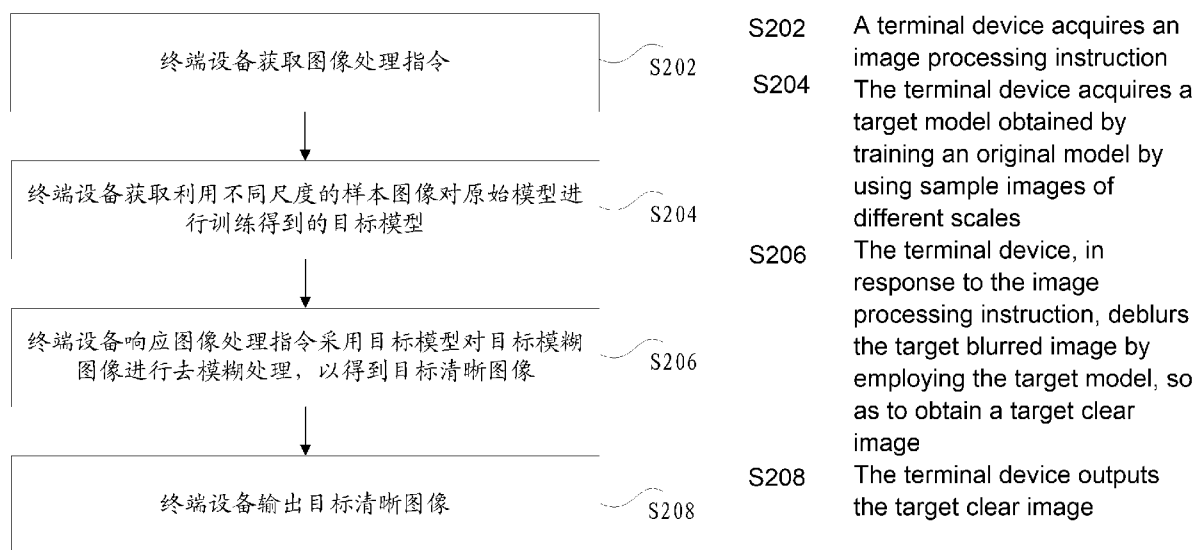 终端设备获取图像处理指令
S202
终端设备获取利用不同尺度的样本图像对原始模型进
行训练得到的目标模型
S204
终端设备响应图像处理指令采用目标模型对目标模糊
图像进行去模糊处理，以得到目标清晰图像
S206
终端设备输出目标清晰图像
S208
S202 A terminal device acquires an
image processing instruction
S204 The terminal device acquires a
target model obtained by
training an original model by
using sample images of
different scales
S206 The terminal device, in
response to the image
processing instruction, deblurs
the target blurred image by
employing the target model, so
as to obtain a target clear
image
S208 The terminal device outputs
the target clear image